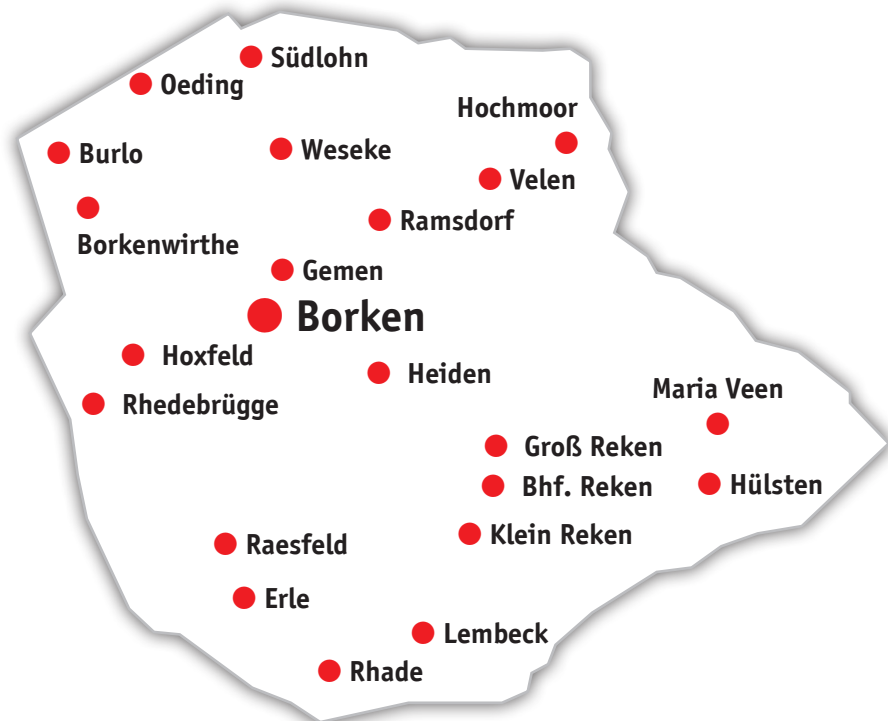 Südlohn
Oeding
Hochmoor
Burlo
Weseke
Velen
Ramsdorf
Borkenwirthe
Gemen
Borken
Hoxfeld
Heiden
Maria Veen
Rhedebrügge
Groß Reken
Bhf. Reken
Hülsten
Klein Reken
Raesfeld
Erle
Lembeck
Rhade